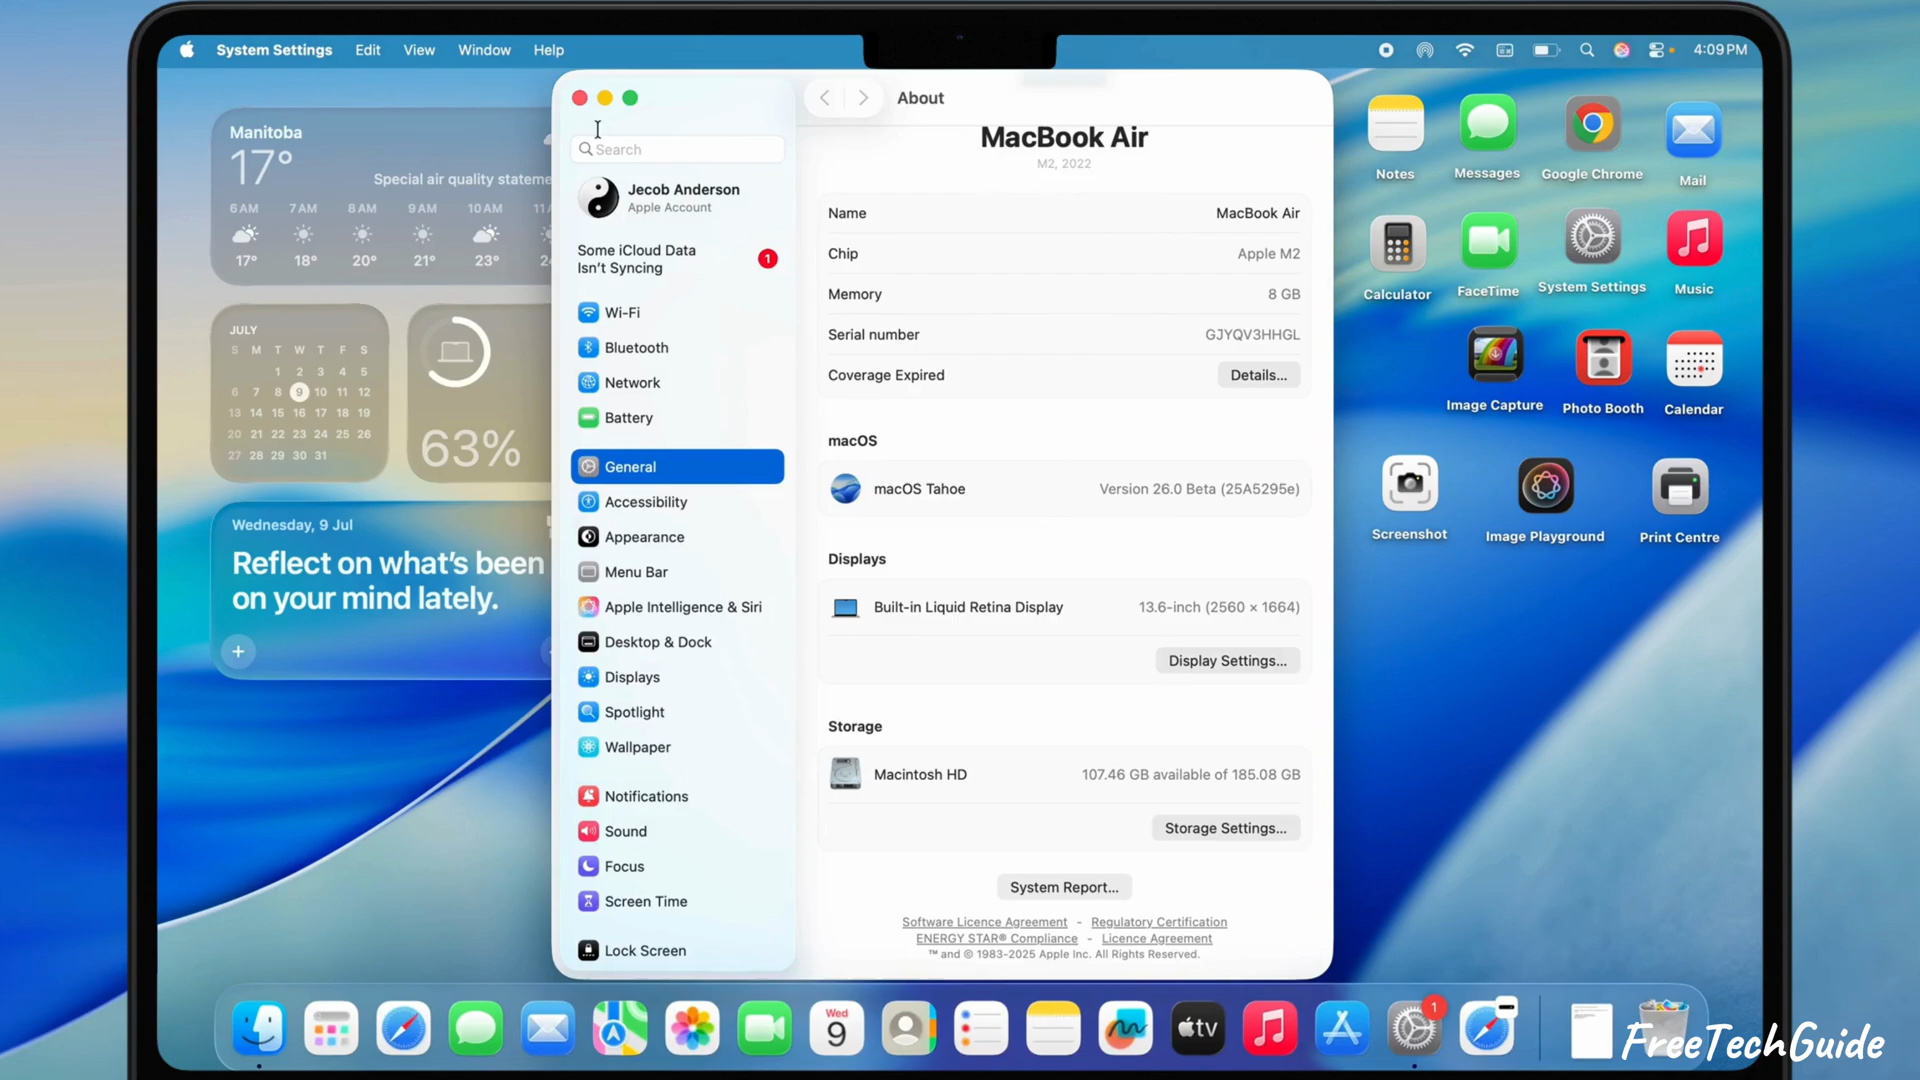 System Settings Edit View Window Help
4:09 PM
Manitoba
17°
Special air quality stateme
6 AM 7 AM 8 AM 9 AM 10 AM 11
17° 18° 20° 21° 23° 24
JULY
S M T W T F S
1 2 3 4 5
6 7 8 9 10 11 12
13 14 15 16 17 18 19
20 21 22 23 24 25 26
27 28 29 30 31
63%
Wednesday, 9 Jul
Reflect on what's been
on your mind lately.
Search
Jecob Anderson
Apple Account
Some iCloud Data
Isn't Syncing
1
Wi-Fi
Bluetooth
Network
Battery
General
Accessibility
Appearance
Menu Bar
Apple Intelligence & Siri
Desktop & Dock
Displays
Spotlight
Wallpaper
Notifications
Sound
Focus
Screen Time
Lock Screen
About
MacBook Air
M2, 2022
Name MacBook Air
Chip Apple M2
Memory 8 GB
Serial number GJYQV3HHGL
Coverage Expired Details...
macOS
macOS Tahoe Version 26.0 Beta (25A5295e)
Displays
Built-in Liquid Retina Display 13.6-inch (2560 × 1664)
Display Settings...
Storage
Macintosh HD 107.46 GB available of 185.08 GB
Storage Settings...
System Report...
Software Licence Agreement - Regulatory Certification
ENERGY STAR® Compliance - Licence Agreement
™ and © 1983-2025 Apple Inc. All Rights Reserved.
Notes Messages Google Chrome Mail
Calculator FaceTime System Settings Music
Image Capture Photo Booth Calendar
Screenshot Image Playground Print Centre
Wed
9
tv
1
FreeTechGuide